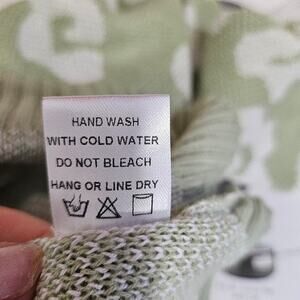 HAND WASH
WITH COLD WATER
DO NOT BLEACH
HANG OR LINE DRY